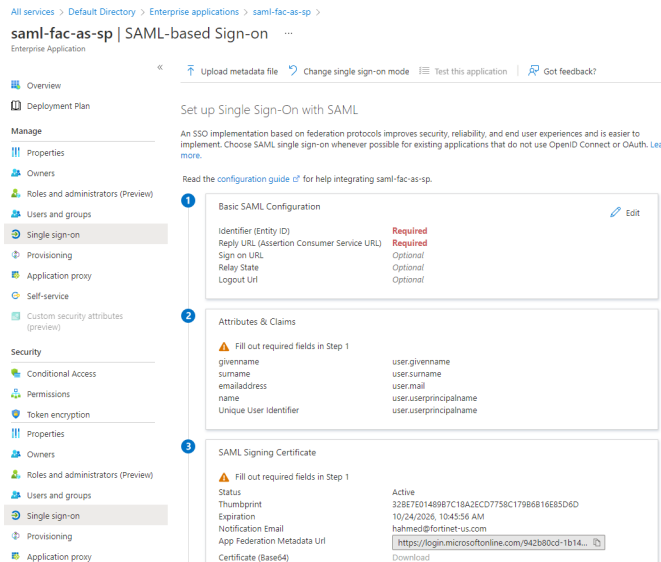 All services > Default Directory > Enterprise applications > saml-fac-as-sp >
saml-fac-as-sp | SAML-based Sign-on ...
Enterprise Application
«
Overview
Deployment Plan
Manage
Properties
Owners
Roles and administrators (Preview)
Users and groups
Single sign-on
Provisioning
Application proxy
Self-service
Custom security attributes
(preview)
Security
Conditional Access
Permissions
Token encryption
Properties
Owners
Roles and administrators (Preview)
Users and groups
Single sign-on
Provisioning
Application proxy
Upload metadata file Change single sign-on mode Test this application | Got feedback?
Set up Single Sign-On with SAML
An SSO implementation based on federation protocols improves security, reliability, and end user experiences and is easier to
implement. Choose SAML single sign-on whenever possible for existing applications that do not use OpenID Connect or OAuth. Lea
more.
Read the configuration guide for help integrating saml-fac-as-sp.
1
Basic SAML Configuration
Edit
Identifier (Entity ID) Required
Reply URL (Assertion Consumer Service URL) Required
Sign on URL Optional
Relay State Optional
Logout Url Optional
2
Attributes & Claims
Fill out required fields in Step 1
givenname user.givenname
surname user.surname
emailaddress user.mail
name user.userprincipalname
Unique User Identifier user.userprincipalname
3
SAML Signing Certificate
Fill out required fields in Step 1
Status Active
Thumbprint 32BE7E01489B7C18A2ECD7758C179B6B16E85D6D
Expiration 10/24/2026, 10:45:56 AM
Notification Email hahmed@fortinet-us.com
App Federation Metadata Url https://login.microsoftonline.com/942b80cd-1b14...
Certificate (Base64) Download